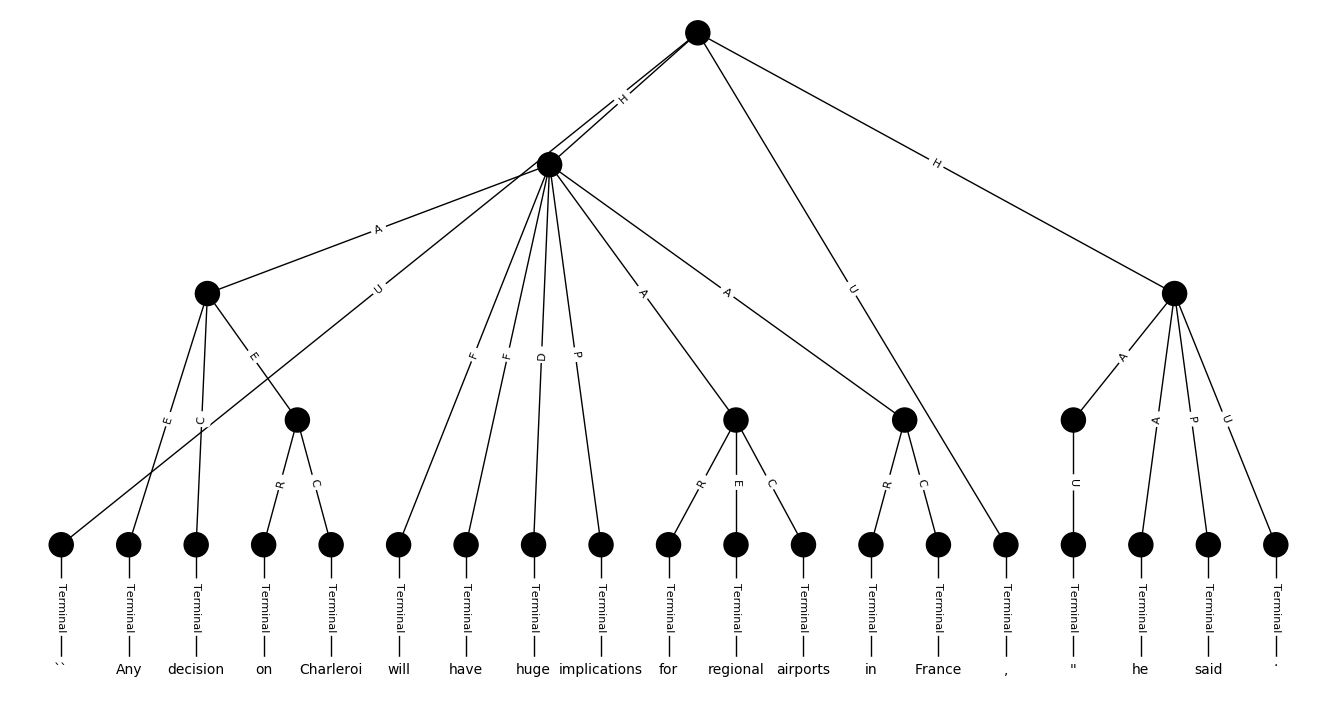 H
H
A
U
F
F
D
P
A
A
U
E
C
E
A
A
P
U
R
C
R
E
C
R
C
U
Terminal Terminal Terminal Terminal Terminal Terminal Terminal Terminal Terminal Terminal Terminal Terminal Terminal Terminal Terminal Terminal Terminal Terminal Terminal
`` Any decision on Charleroi will have huge implications for regional airports in France , " he said .